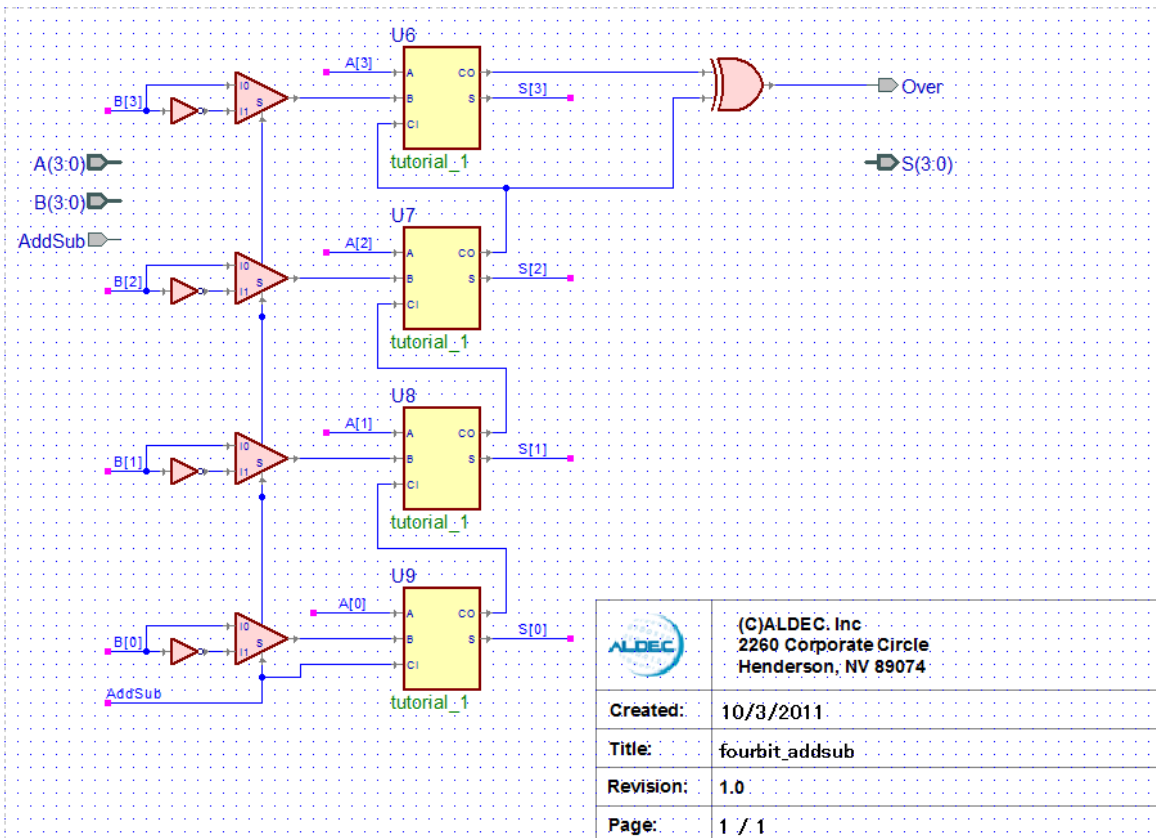 U6
A[3]
A
CO
B[3]
I0
S
I1
B
S
S[3]
CI
tutorial_1
Over
A(3:0)
S(3:0)
B(3:0)
AddSub
U7
A[2]
A
CO
B[2]
I0
S
I1
B
S
S[2]
CI
tutorial_1
U8
A[1]
A
CO
B[1]
I0
S
I1
B
S
S[1]
CI
tutorial_1
U9
A[0]
A
CO
B[0]
I0
S
I1
B
S
S[0]
CI
AddSub
tutorial_1
ALDEC
(C)ALDEC. Inc
2260 Corporate Circle
Henderson, NV 89074
Created: 10/3/2011
Title: fourbit_addsub
Revision: 1.0
Page: 1 / 1